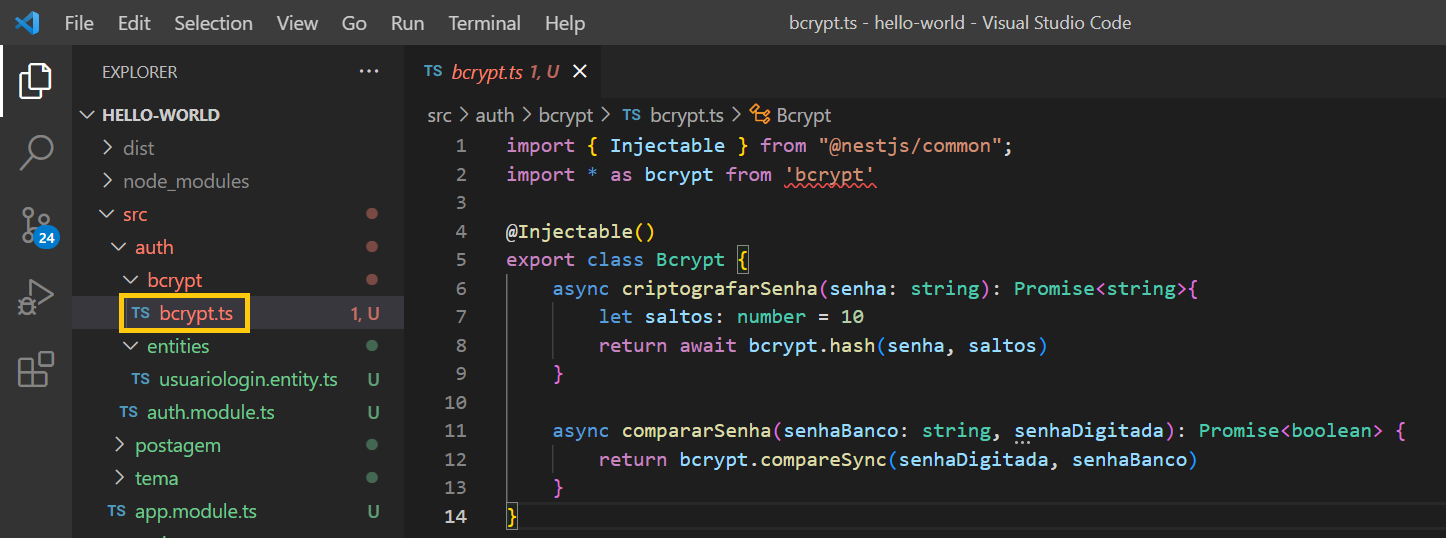 File Edit Selection View Go Run Terminal Help bcrypt.ts - hello-world - Visual Studio Code
EXPLORER ···
HELLO-WORLD
dist
node_modules
src
24
auth
bcrypt
TS bcrypt.ts 1, U
entities
TS usuariologin.entity.ts U
TS auth.module.ts U
postagem
tema
TS app.module.ts U
TS bcrypt.ts 1, U ×
src > auth > bcrypt > TS bcrypt.ts > Bcrypt
1 import { Injectable } from "@nestjs/common";
2 import * as bcrypt from 'bcrypt'
3
4 @Injectable()
5 export class Bcrypt {
6 async criptografarSenha(senha: string): Promise<string>{
7 let saltos: number = 10
8 return await bcrypt.hash(senha, saltos)
9 }
10
11 async compararSenha(senhaBanco: string, senhaDigitada): Promise<boolean> {
12 return bcrypt.compareSync(senhaDigitada, senhaBanco)
13 }
14 }